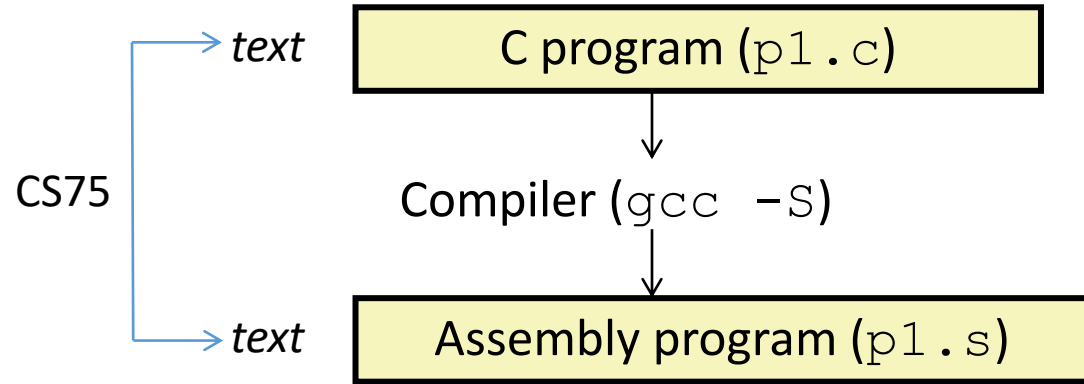 text
C program (p1.c)
CS75
Compiler (gcc -S)
text
Assembly program (p1.s)